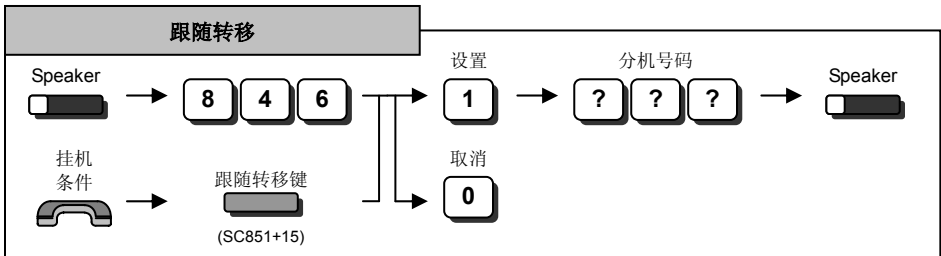 跟随转移
Speaker
8 4 6
设置
1
分机号码
? ? ?
Speaker
挂机
条件
跟随转移键
(SC851+15)
取消
0